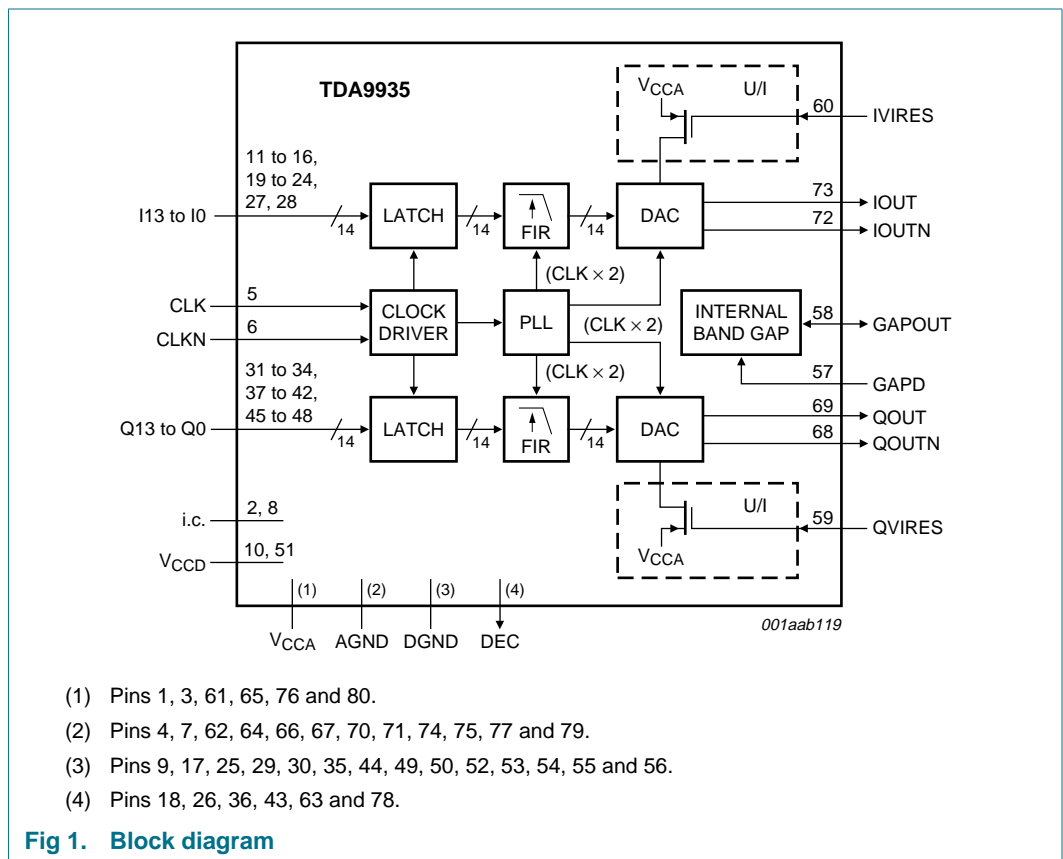 TDA9935
VCCA
U/I
60
IVIRES
11 to 16,
19 to 24,
27, 28
I13 to I0
14
LATCH
14
FIR
14
DAC
73
IOUT
72
IOUTN
(CLK × 2)
CLK
5
CLKN
6
CLOCK
DRIVER
PLL
(CLK × 2)
INTERNAL
BAND GAP
58
GAPOUT
57
GAPD
(CLK × 2)
31 to 34,
37 to 42,
45 to 48
Q13 to Q0
14
LATCH
14
FIR
14
DAC
69
QOUT
68
QOUTN
U/I
59
QVIRES
VCCA
i.c.
2, 8
VCCD
10, 51
(1)
(2)
(3)
(4)
VCCA
AGND
DGND
DEC
001aab119
(1) Pins 1, 3, 61, 65, 76 and 80.
(2) Pins 4, 7, 62, 64, 66, 67, 70, 71, 74, 75, 77 and 79.
(3) Pins 9, 17, 25, 29, 30, 35, 44, 49, 50, 52, 53, 54, 55 and 56.
(4) Pins 18, 26, 36, 43, 63 and 78.
Fig 1. Block diagram